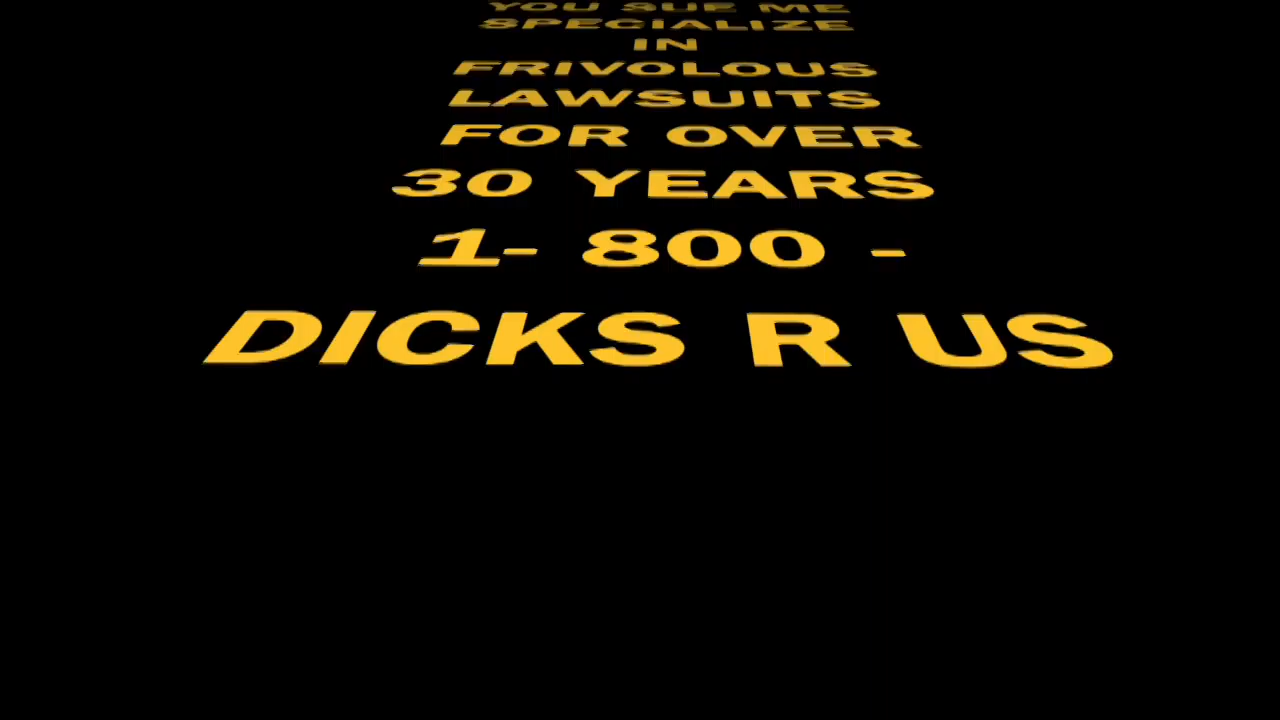 YOU SUE ME
SPECIALIZE
IN
FRIVOLOUS
LAWSUITS
FOR OVER
30 YEARS
1- 800 -
DICKS R US